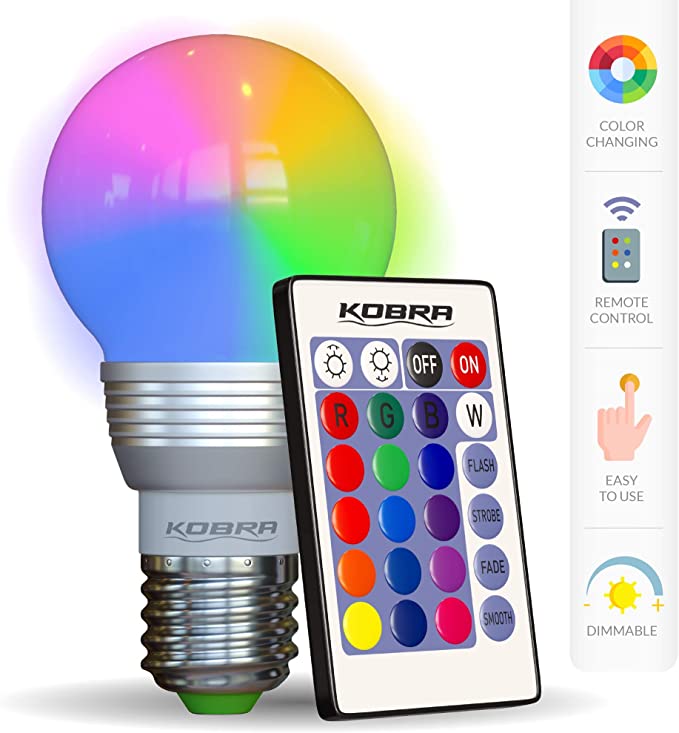 KOBRA
OFF ON
R G B W
FLASH
STROBE
FADE
SMOOTH
KOBRA
COLOR
CHANGING
REMOTE
CONTROL
EASY
TO USE
- +
DIMMABLE